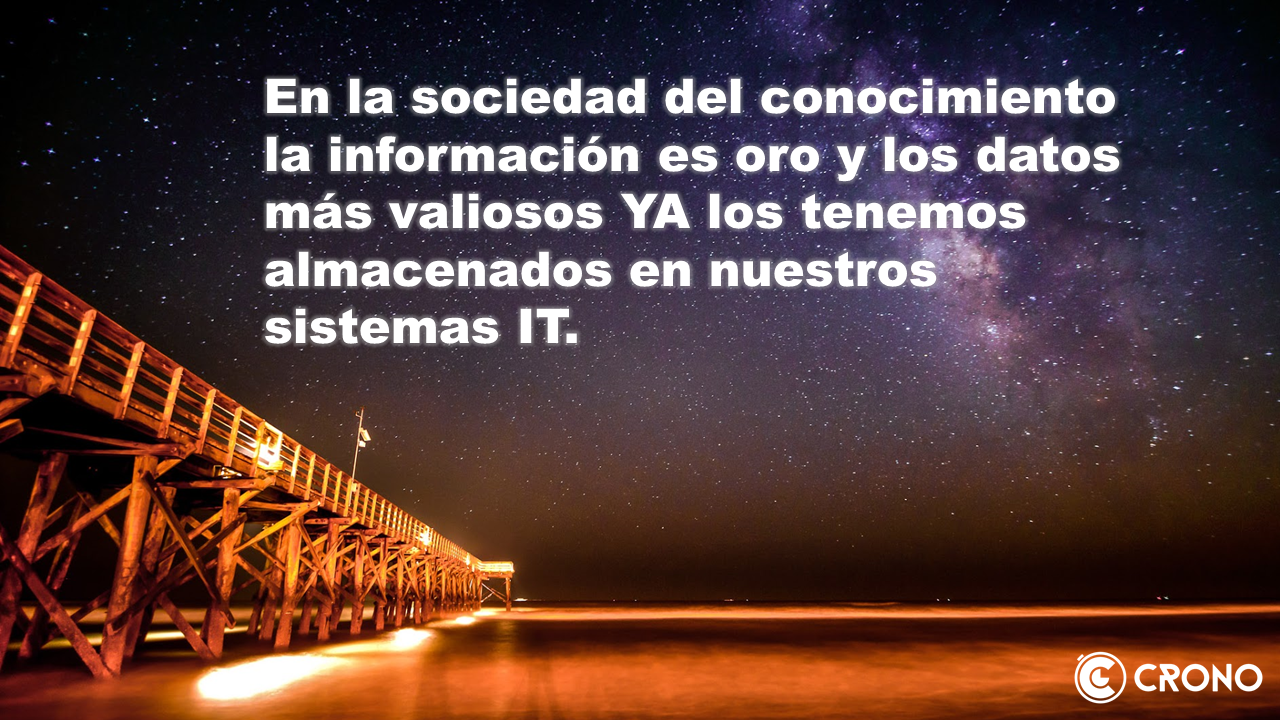 En la sociedad del conocimiento
la información es oro y los datos
más valiosos YA los tenemos
almacenados en nuestros
sistemas IT.
CRONO